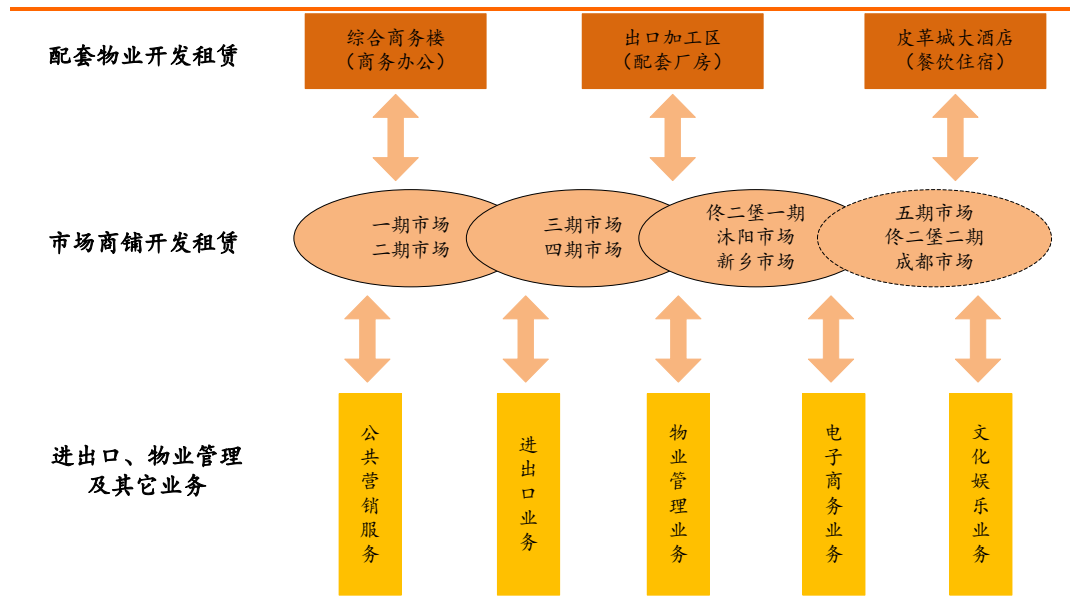 配套物业开发租赁
综合商务楼
（商务办公）
出口加工区
（配套厂房）
皮革城大酒店
（餐饮住宿）
市场商铺开发租赁
一期市场
二期市场
三期市场
四期市场
佟二堡一期
沭阳市场
新乡市场
五期市场
佟二堡二期
成都市场
进出口、物业管理
及其它业务
公共营销服务
进出口业务
物业管理业务
电子商务业务
文化娱乐业务